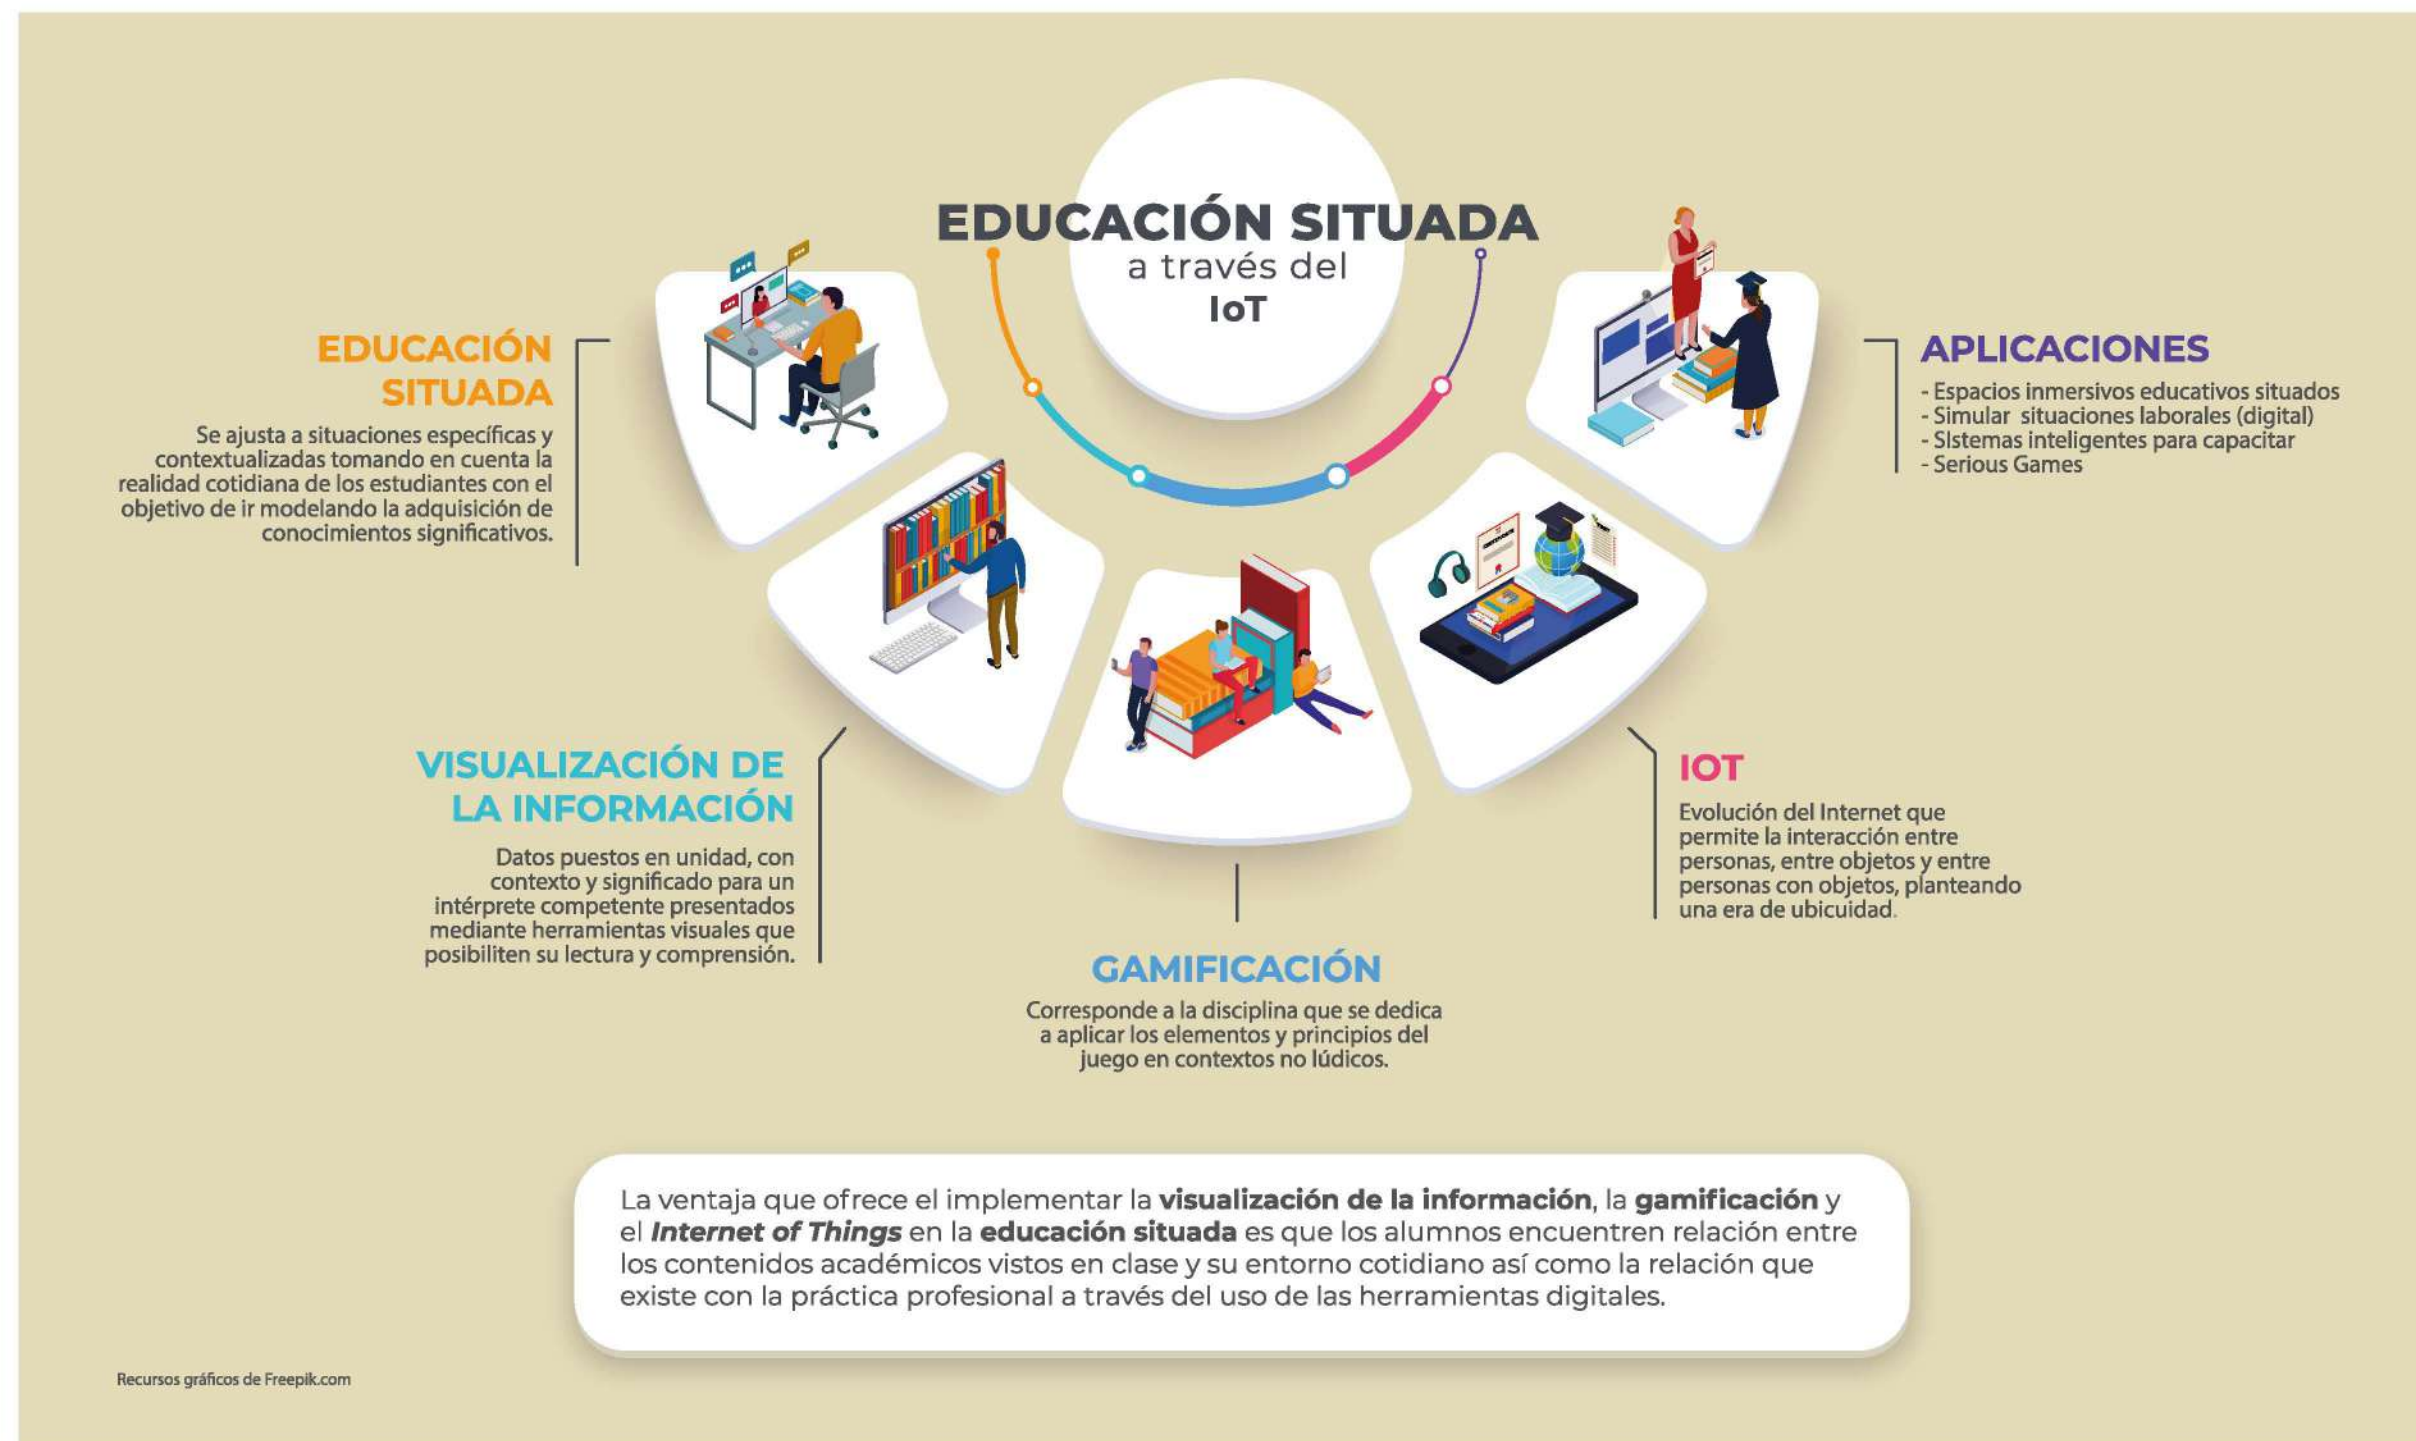 EDUCACIÓN SITUADA
a través del
IoT
EDUCACIÓN
SITUADA
Se ajusta a situaciones específicas y
contextualizadas tomando en cuenta la
realidad cotidiana de los estudiantes con el
objetivo de ir modelando la adquisición de
conocimientos significativos.
VISUALIZACIÓN DE
LA INFORMACIÓN
Datos puestos en unidad, con
contexto y significado para un
intérprete competente presentados
mediante herramientas visuales que
posibiliten su lectura y comprensión.
GAMIFICACIÓN
Corresponde a la disciplina que se dedica
a aplicar los elementos y principios del
juego en contextos no lúdicos.
IOT
Evolución del Internet que
permite la interacción entre
personas, entre objetos y entre
personas con objetos, planteando
una era de ubicuidad.
APLICACIONES
- Espacios inmersivos educativos situados
- Simular situaciones laborales (digital)
- SIstemas inteligentes para capacitar
- Serious Games
La ventaja que ofrece el implementar la visualización de la información, la gamificación y
el Internet of Things en la educación situada es que los alumnos encuentren relación entre
los contenidos académicos vistos en clase y su entorno cotidiano así como la relación que
existe con la práctica profesional a través del uso de las herramientas digitales.
Recursos gráficos de Freepik.com